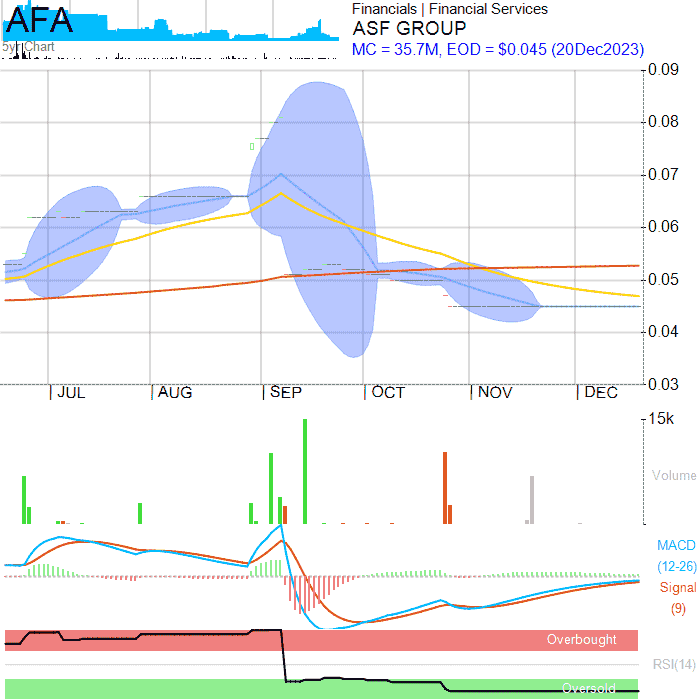 AFA
5yr Chart
Financials | Financial Services
ASF GROUP
MC = 35.7M, EOD = $0.045 (20Dec2023)
0.09
0.08
0.07
0.06
0.05
0.04
0.03
JUL
AUG
SEP
OCT
NOV
DEC
15k
Volume
MACD
(12-26)
Signal
(9)
Overbought
RSI(14)
Oversold